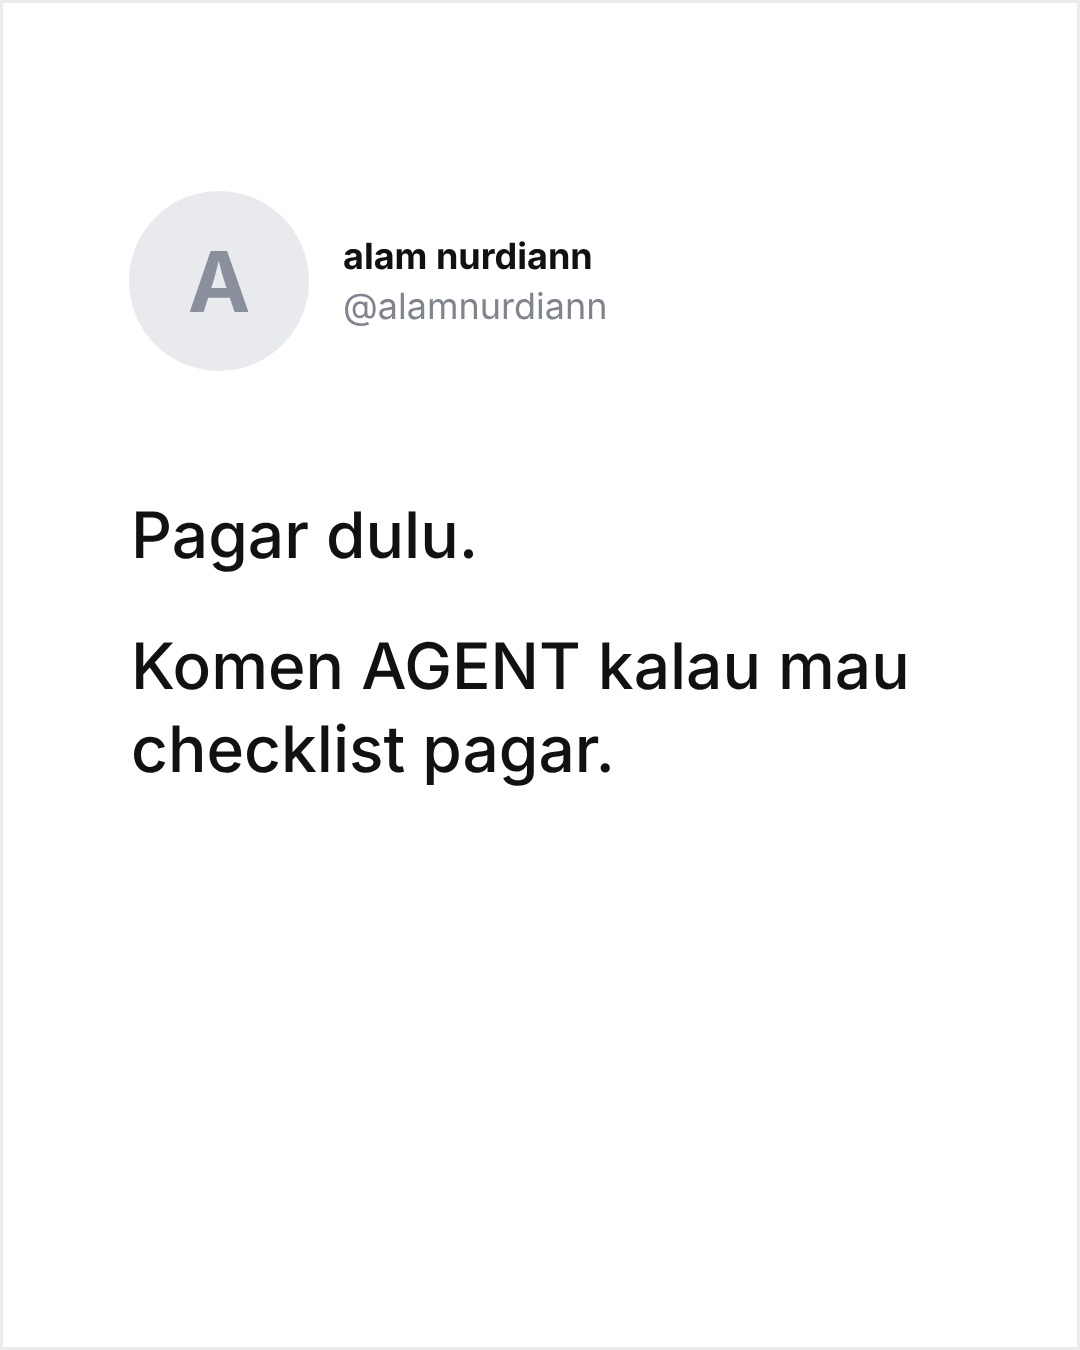 A
alam nurdiann
@alamnurdiann
Pagar dulu.
Komen AGENT kalau mau
checklist pagar.